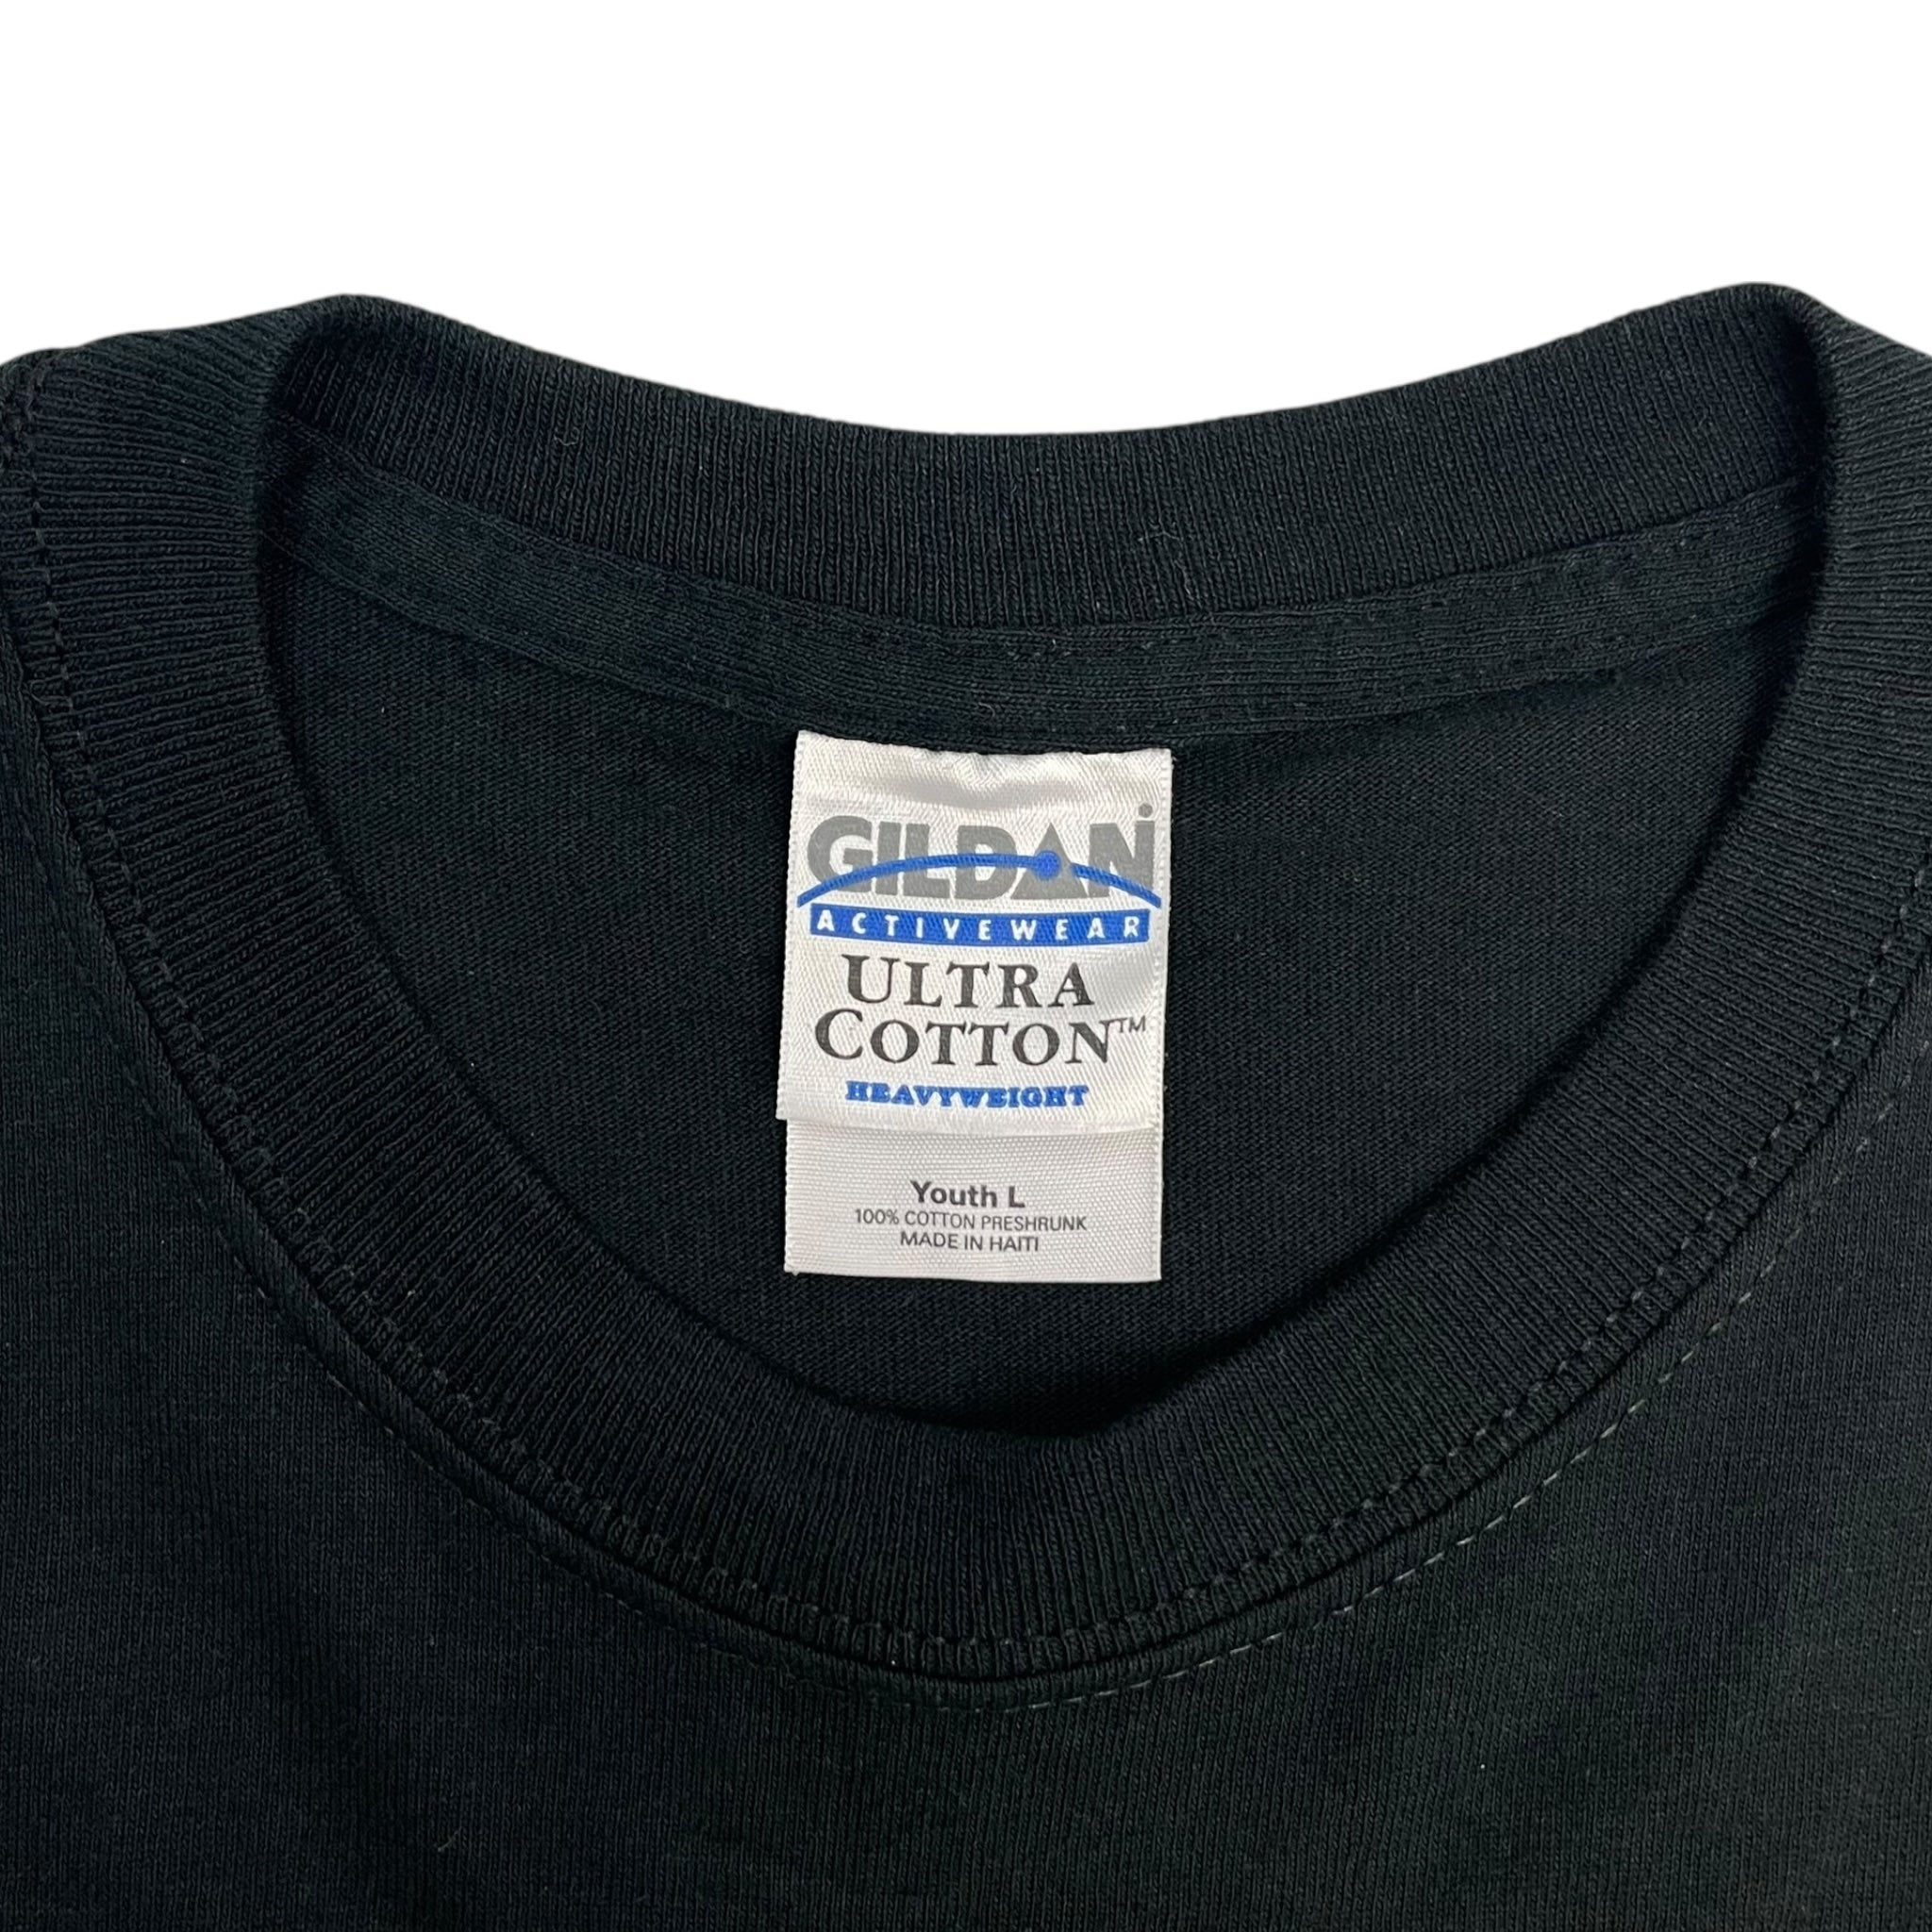 GILDAN
ACTIVEWEAR
ULTRA
COTTON™
HEAVYWEIGHT
Youth L
100% COTTON PRESHRUNK
MADE IN HAITI